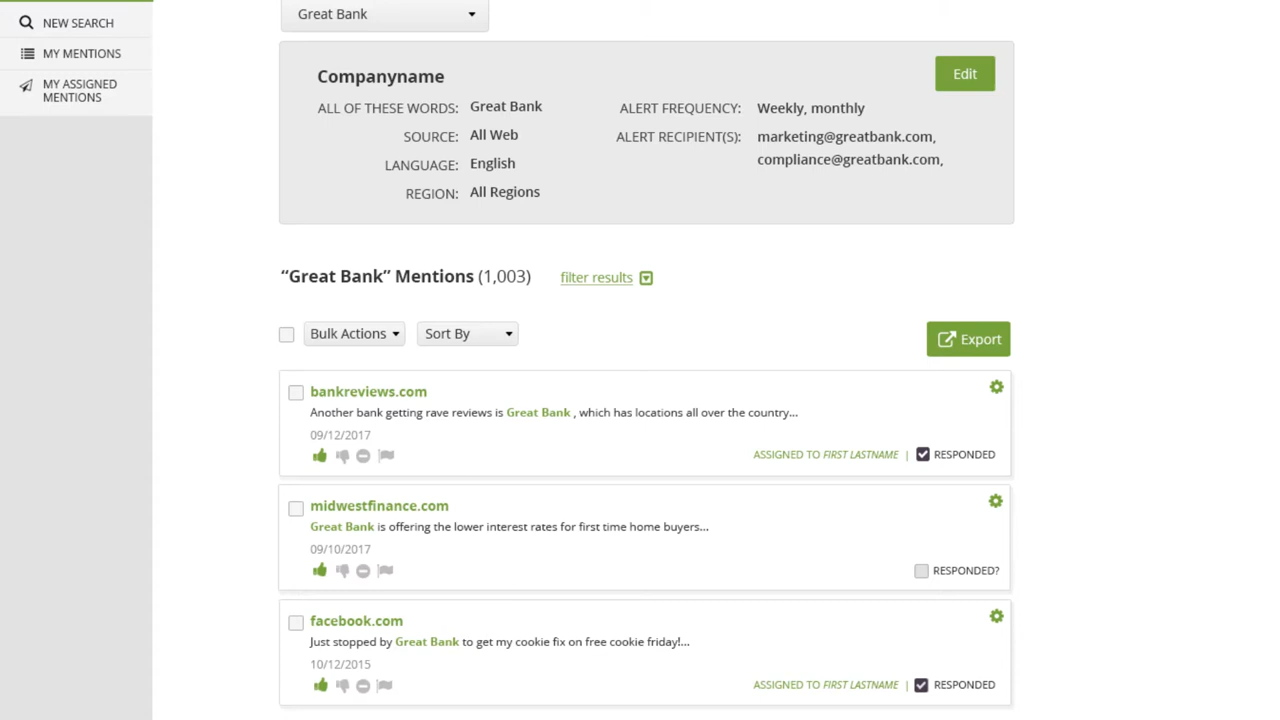 Great Bank
NEW SEARCH
MY MENTIONS
MY ASSIGNED
MENTIONS
Companyname
Edit
ALL OF THESE WORDS: Great Bank
SOURCE: All Web
LANGUAGE: English
REGION: All Regions
ALERT FREQUENCY: Weekly, monthly
ALERT RECIPIENT(S): marketing@greatbank.com,
compliance@greatbank.com,
“Great Bank” Mentions (1,003) filter results
Bulk Actions Sort By
Export
bankreviews.com
Another bank getting rave reviews is Great Bank , which has locations all over the country...
09/12/2017
ASSIGNED TO FIRST LASTNAME | RESPONDED
midwestfinance.com
Great Bank is offering the lower interest rates for first time home buyers...
09/10/2017
RESPONDED?
facebook.com
Just stopped by Great Bank to get my cookie fix on free cookie friday!...
10/12/2015
ASSIGNED TO FIRST LASTNAME | RESPONDED